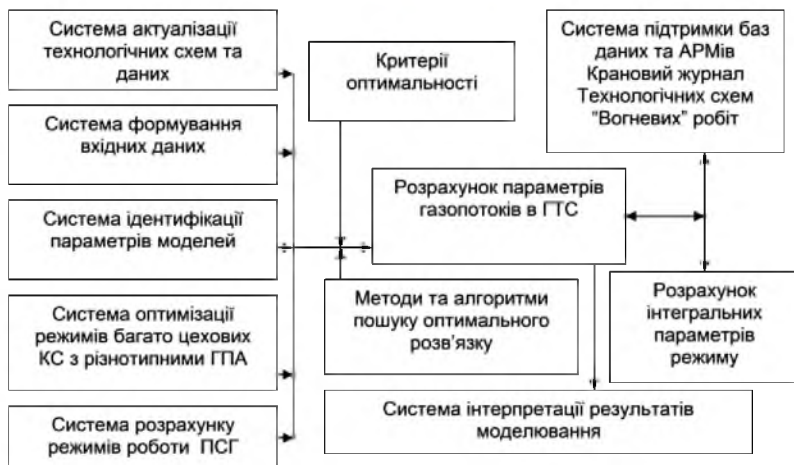 Система актуалізації
технологічних схем та
даних
Система формування
вхідних даних
Система ідентифікації
параметрів моделей
Система оптимізації
режимів багато цехових
КС з різнотипними ГПА
Система розрахунку
режимів роботи ПСГ
Критерії
оптимальності
Розрахунок параметрів
газопотоків в ГТС
Методи та алгоритми
пошуку оптимального
розв’язку
Система інтерпретації результатів
моделювання
Система підтримки баз
даних та АРМів
Крановий журнал
Технологічних схем
"Вогневих" робіт
Розрахунок
інтегральних
параметрів
режиму